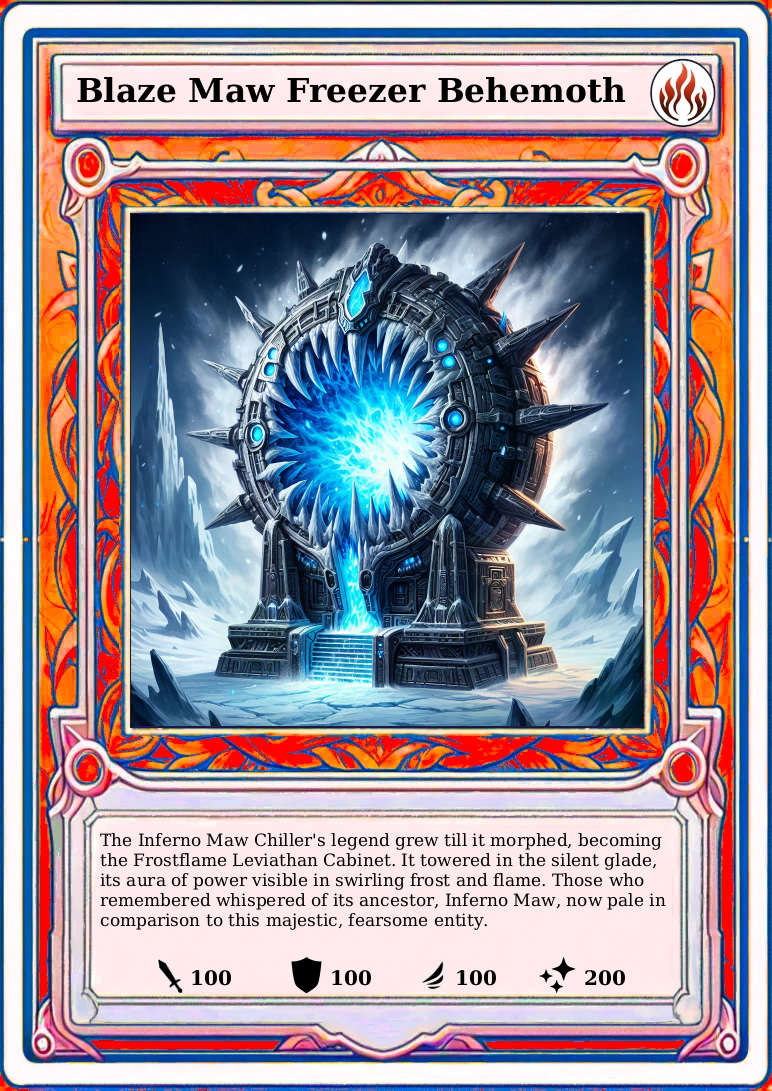 Blaze Maw Freezer Behemoth
The Inferno Maw Chiller's legend grew till it morphed, becoming
the Frostflame Leviathan Cabinet. It towered in the silent glade,
its aura of power visible in swirling frost and flame. Those who
remembered whispered of its ancestor, Inferno Maw, now pale in
comparison to this majestic, fearsome entity.
100 100 100 200